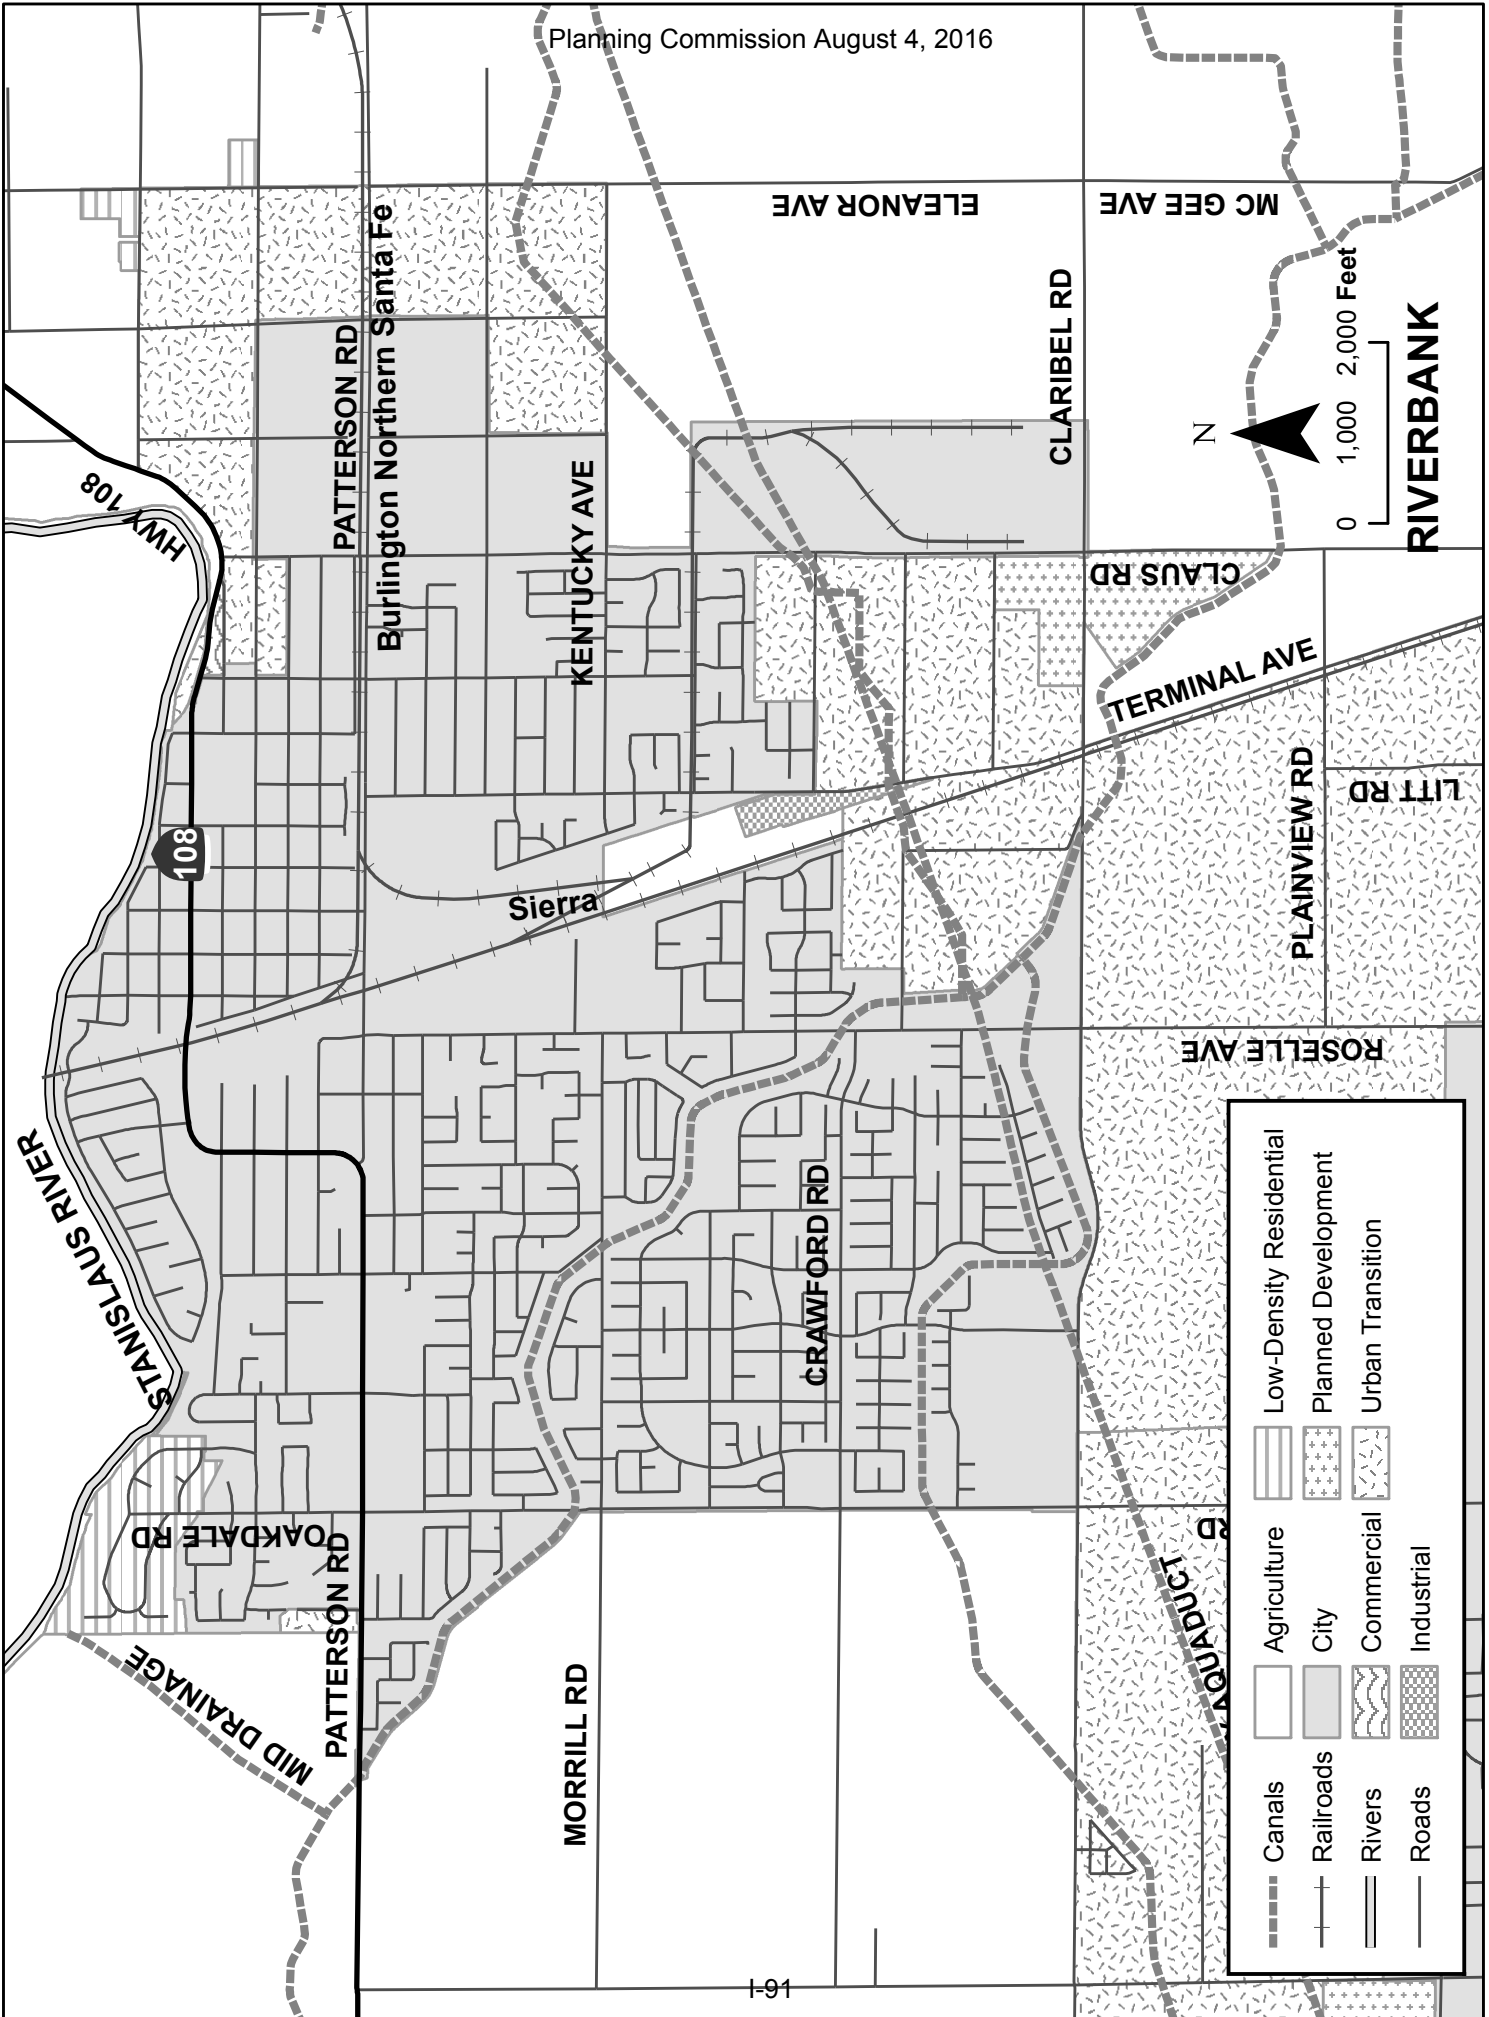 Planning Commission August 4, 2016
HWY 108
108
STANISLAUS RIVER
PATTERSON RD
Burlington Northern Santa Fe
KENTUCKY AVE
ELEANOR AVE
MC GEE AVE
CLARIBEL RD
CLAUS RD
TERMINAL AVE
Sierra
PLAINVIEW RD
LITT RD
ROSELLE AVE
CRAWFORD RD
OAKDALE RD
PATTERSON RD
MID DRAINAGE
MORRILL RD
RD
AQUADUCT
N
0 1,000 2,000 Feet
RIVERBANK
Canals
Railroads
Rivers
Roads
Agriculture
City
Commercial
Industrial
Low-Density Residential
Planned Development
Urban Transition
I-91